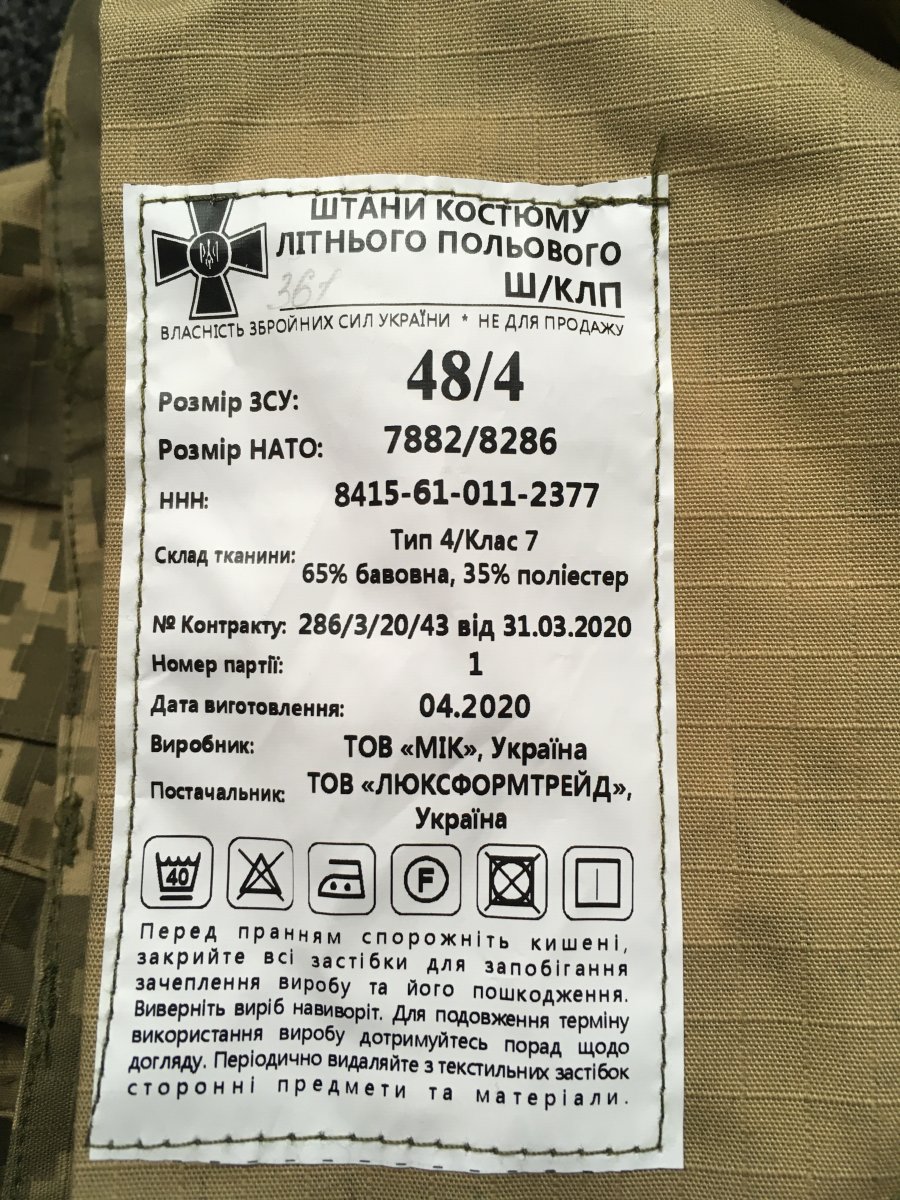 ШТАНИ КОСТЮМУ
ЛІТНЬОГО ПОЛЬОВОГО
Ш/КЛП
361
ВЛАСНІСТЬ ЗБРОЙНИХ СИЛ УКРАЇНИ * НЕ ДЛЯ ПРОДАЖУ
Розмір ЗСУ: 48/4
Розмір НАТО: 7882/8286
ННН: 8415-61-011-2377
Склад тканини: Тип 4/Клас 7
65% бавовна, 35% поліестер
№ Контракту: 286/3/20/43 від 31.03.2020
Номер партії: 1
Дата виготовлення: 04.2020
Виробник: ТОВ «МІК», Україна
Постачальник: ТОВ «ЛЮКСФОРМТРЕЙД»,
Україна
40 F
Перед пранням спорожніть кишені,
закрийте всі застібки для запобігання
зачеплення виробу та його пошкодження.
Виверніть виріб навиворіт. Для подовження терміну
використання виробу дотримуйтесь порад щодо
догляду. Періодично видаляйте з текстильних застібок
сторонні предмети та матеріали.